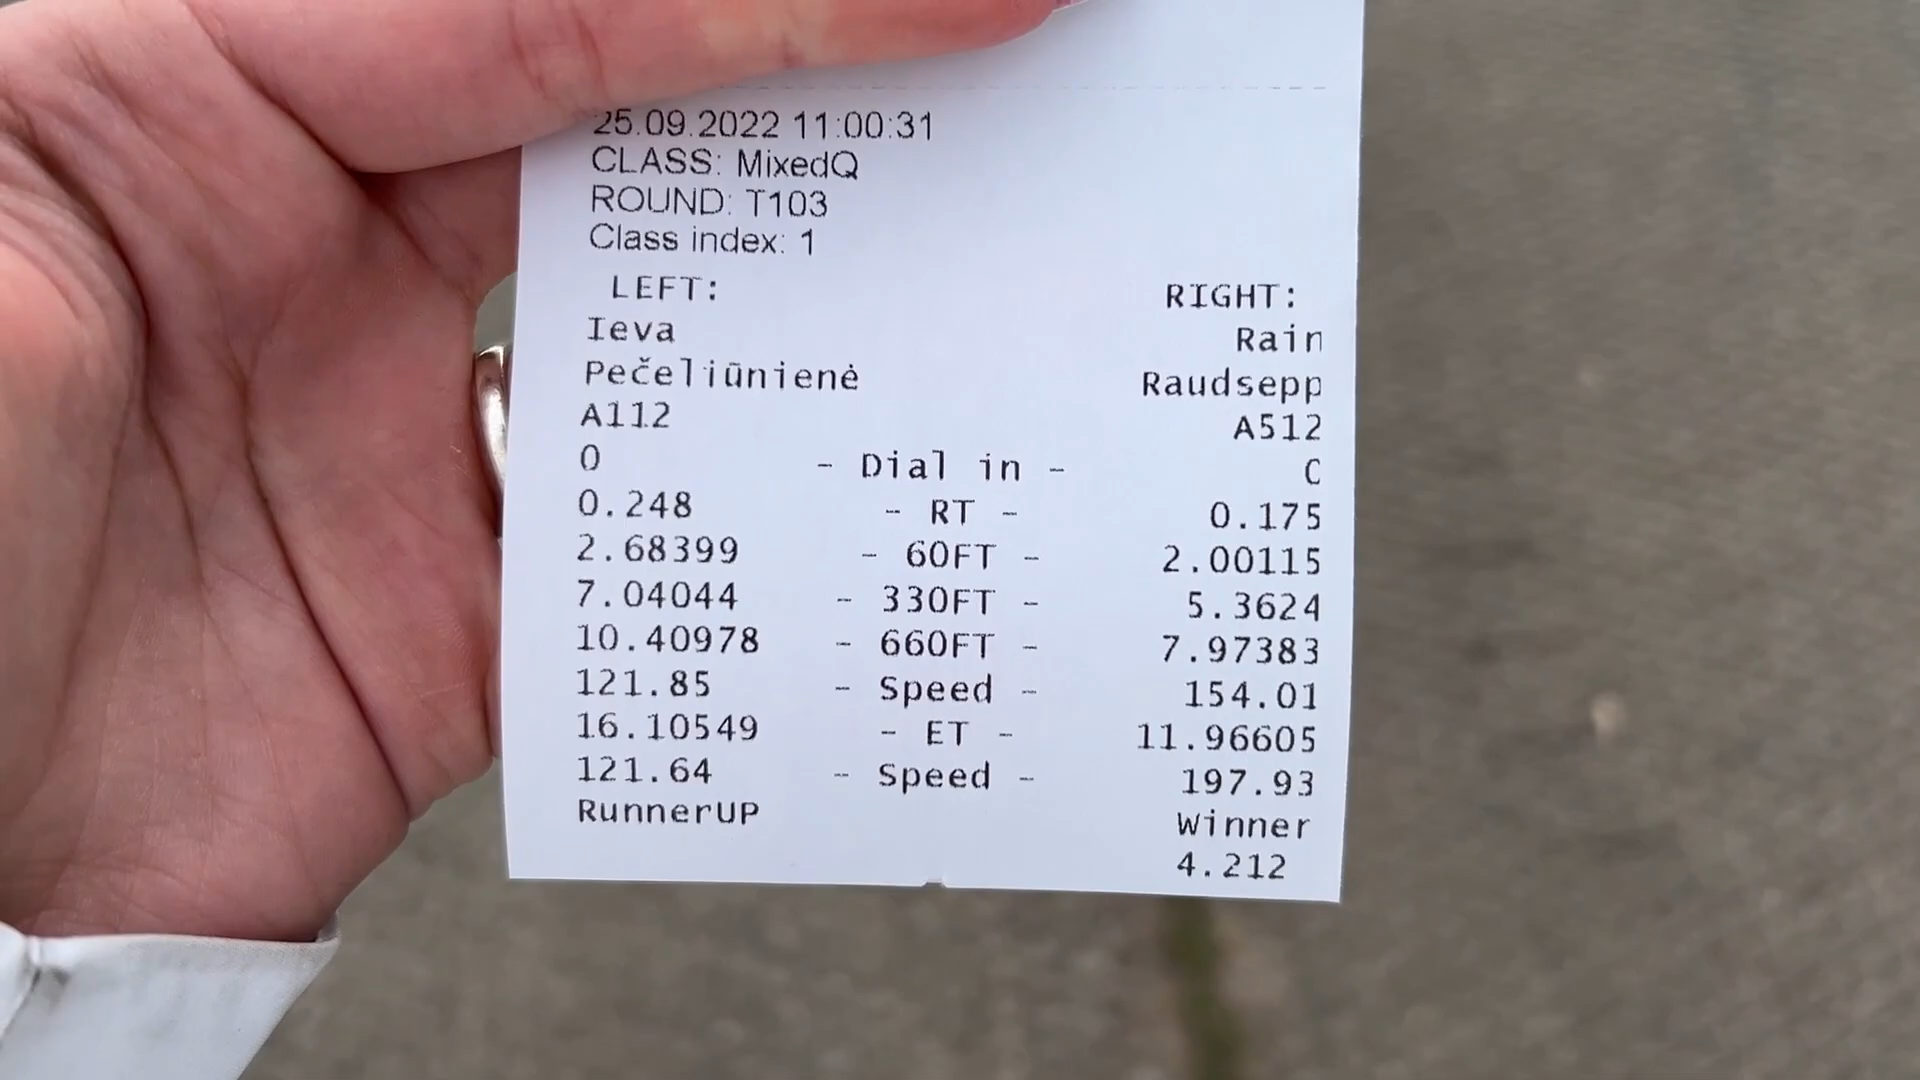 25.09.2022 11:00:31
CLASS: MixedQ
ROUND: T103
Class index: 1
LEFT: RIGHT:
Ieva Rain
Pečeliūnienė Raudsepp
A112 A512
0 - Dial in - 0
0.248 - RT - 0.175
2.68399 - 60FT - 2.00115
7.04044 - 330FT - 5.3624
10.40978 - 660FT - 7.97383
121.85 - Speed - 154.01
16.10549 - ET - 11.96605
121.64 - Speed - 197.93
RunnerUP Winner
4.212